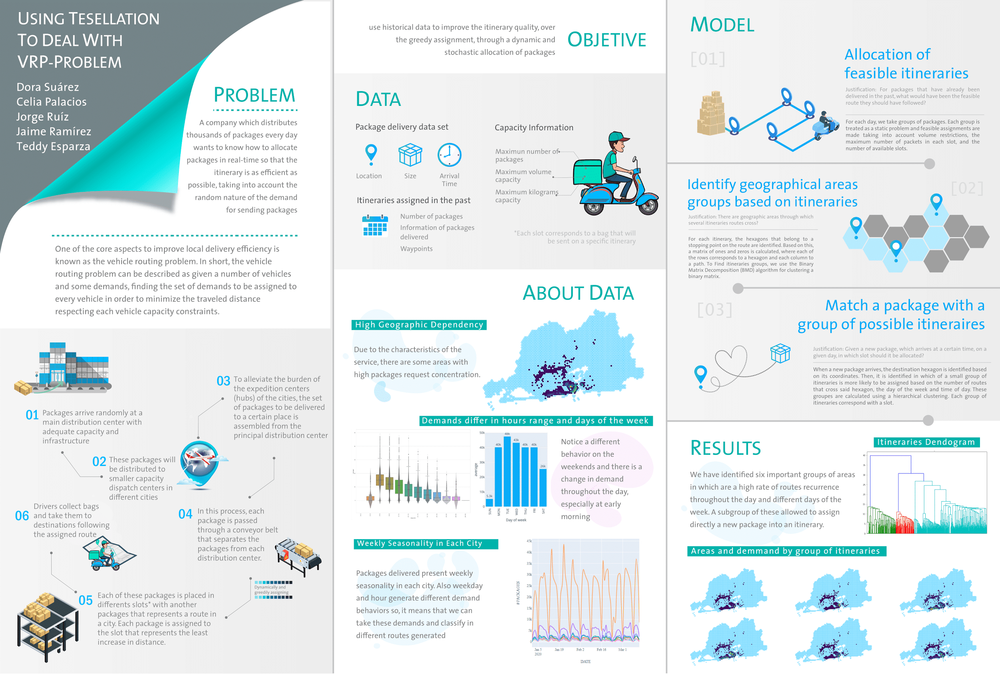 USING TESELLATION
TO DEAL WITH
VRP-PROBLEM
Dora Suárez
Celia Palacios
Jorge Ruíz
Jaime Ramírez
Teddy Esparza
PROBLEM
A company which distributes
thousands of packages every day
wants to know how to allocate
packages in real-time so that the
itinerary is as efficient as
possible, taking into account the
random nature of the demand
for sending packages
One of the core aspects to improve local delivery efficiency is
known as the vehicle routing problem. In short, the vehicle
routing problem can be described as given a number of vehicles
and some demands, finding the set of demands to be assigned to
every vehicle in order to minimize the traveled distance
respecting each vehicle capacity constraints.
01 Packages arrive randomly at a
main distribution center with
adequate capacity and
infrastructure
02 These packages will
be distributed to
smaller capacity
dispatch centers in
different cities
03 To alleviate the burden of
the expedition centers
(hubs) of the cities, the set
of packages to be delivered
to a certain place is
assembled from the
principal distribution center
04 In this process, each
package is passed
through a conveyor belt
that separates the
packages from each
distribution center.
Dynamically and
greedily assigning
05 Each of these packages is placed in
differents slots* with another
packages that represents a route in
a city. Each package is assigned to
the slot that represents the least
increase in distance.
06 Drivers collect bags
and take them to
destinations following
the assigned route
use historical data to improve the itinerary quality, over
the greedy assignment, through a dynamic and
stochastic allocation of packages
OBJETIVE
DATA
Package delivery data set
Location
Size
Arrival
Time
Itineraries assigned in the past
Number of packages
Information of packages
delivered
Waypoints
Capacity Information
Maximun number of
packages
Maximum volume
capacity
Maximum kilograms
capacity
*Each slot corresponds to a bag that will
be sent on a specific itinerary
ABOUT DATA
High Geographic Dependency
Due to the characteristics of the
service, there are some areas with
high packages request concentration.
Demands differ in hours range and days of the week
50k
40k
30k
20k
10k
0
average
5.3k
40k
48k
43k
40k
40k
26k
SUN
MON
TUE
WED
THU
FRI
SAT
Day of week
Notice a different
behavior on the
weekends and there is a
change in demand
throughout the day,
especially at early
morning
Weekly Seasonality in Each City
Packages delivered present weekly
seasonality in each city. Also weekday
and hour generate different demand
behaviors so, it means that we can
take these demands and classify in
different routes generated
45k
40k
35k
30k
25k
20k
15k
10k
5k
0
# PACKAGES
Jan 5
2020
Jan 19
Feb 2
Feb 16
Mar 1
DATE
MODEL
[01]
Allocation of
feasible itineraries
Justification: For packages that have already been
delivered in the past, what would have been the feasible
route they should have followed?
For each day, we take groups of packages. Each group is
treated as a static problem and feasible assignments are
made taking into account volume restrictions, the
maximum number of packets in each slot, and the
number of available slots.
Identify geographical areas
groups based on itineraries
[02]
Justification: There are geographic areas through which
several itineraries routes cross?
For each itinerary, the hexagons that belong to a
stopping point on the route are identified. Based on this,
a matrix of ones and zeros is calculated, where each of
the rows corresponds to a hexagon and each column to
a path. To Find itineraries groups, we use the Binary
Matrix Decomposition (BMD) algorithm for clustering a
binary matrix.
[03]
Match a package with a
group of possible itineraires
Justification: Given a new package, which arrives at a certain time, on a
given day, in which slot should it be allocated?
When a new package arrives, the destination hexagon is identified based
on its coordinates. Then, it is identified in which of a small group of
itineraries is more likely to be assigned based on the number of routes
that cross said hexagon, the day of the week and time of day. These
groupes are calculated using a hierarchical clustering. Each group of
itineraries correspond with a slot.
RESULTS
We have identified six important groups of areas
in which are a high rate of routes recurrence
throughout the day and different days of the
week. A subgroup of these allowed to assign
directly a new package into an itinerary.
Itineraries Dendogram
40
35
30
25
20
15
10
5
0
Areas and demmand by group of itineraries